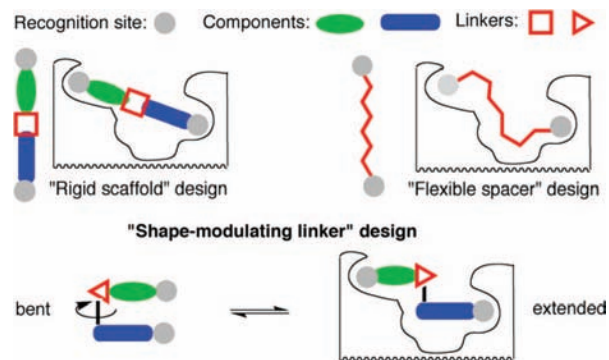 Recognition site: Components: Linkers:
"Rigid scaffold" design "Flexible spacer" design
"Shape-modulating linker" design
bent extended